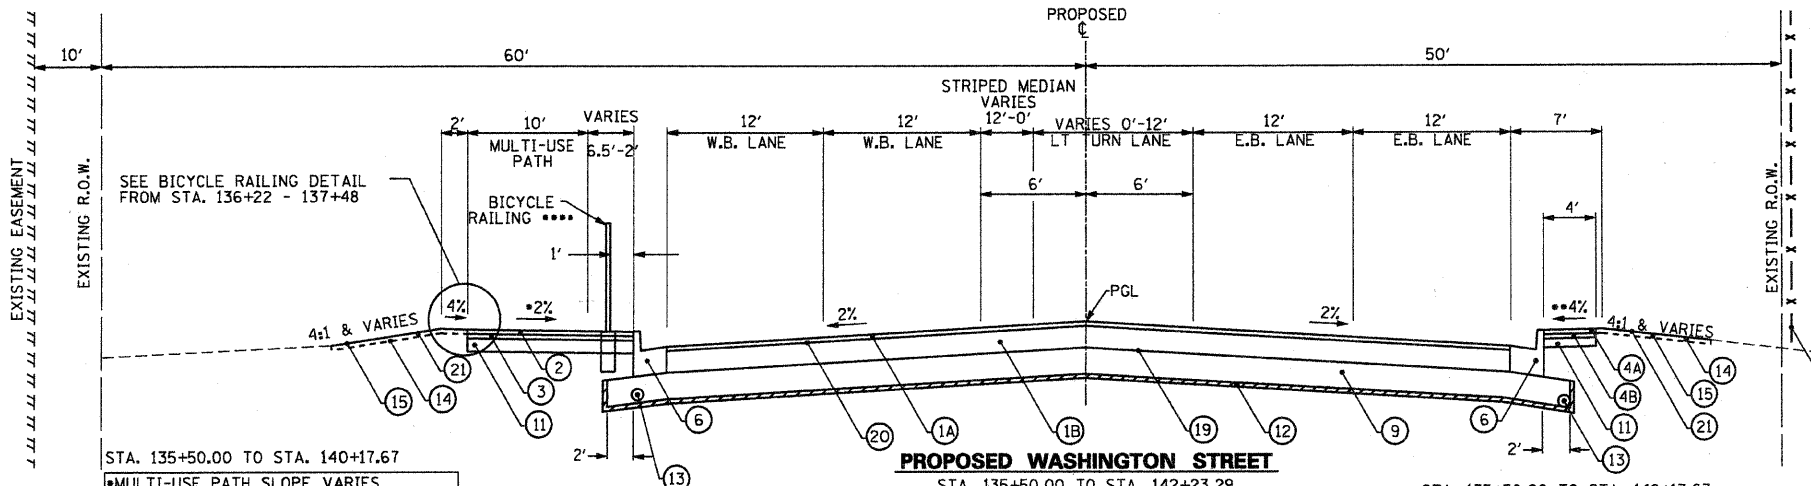 PROPOSED
℄
10'
60'
50'
STRIPED MEDIAN
VARIES
12'-0'
2'
10'
VARIES
12'
12'
VARIES 0'-12'
12'
12'
7'
MULTI-USE
PATH
6.5'-2'
W.B. LANE
W.B. LANE
LT URN LANE
E.B. LANE
E.B. LANE
EXISTING EASEMENT
EXISTING R.O.W.
EXISTING R.O.W.
SEE BICYCLE RAILING DETAIL
FROM STA. 136+22 - 137+48
6'
6'
BICYCLE
RAILING ••••
4'
1'
PGL
4%
•2%
2%
2%
••4%
4:1 & VARIES
4:1 & VARIES
15
14
21
3
2
11
6
20
1A
1B
19
12
9
6
4A
4B
11
14
15
21
13
13
2'
2'
STA. 135+50.00 TO STA. 140+17.67
•MULTI-USE PATH SLOPE VARIES
PROPOSED WASHINGTON STREET
STA. 135+50.00 TO STA. 142+23.29